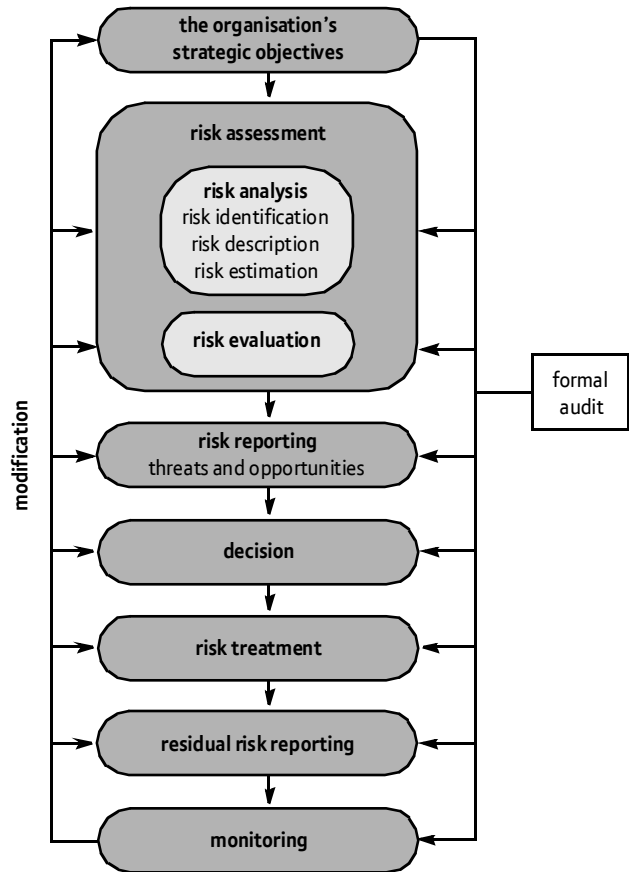 the organisation's
strategic objectives
risk assessment
risk analysis
risk identification
risk description
risk estimation
risk evaluation
formal
audit
modification
risk reporting
threats and opportunities
decision
risk treatment
residual risk reporting
monitoring